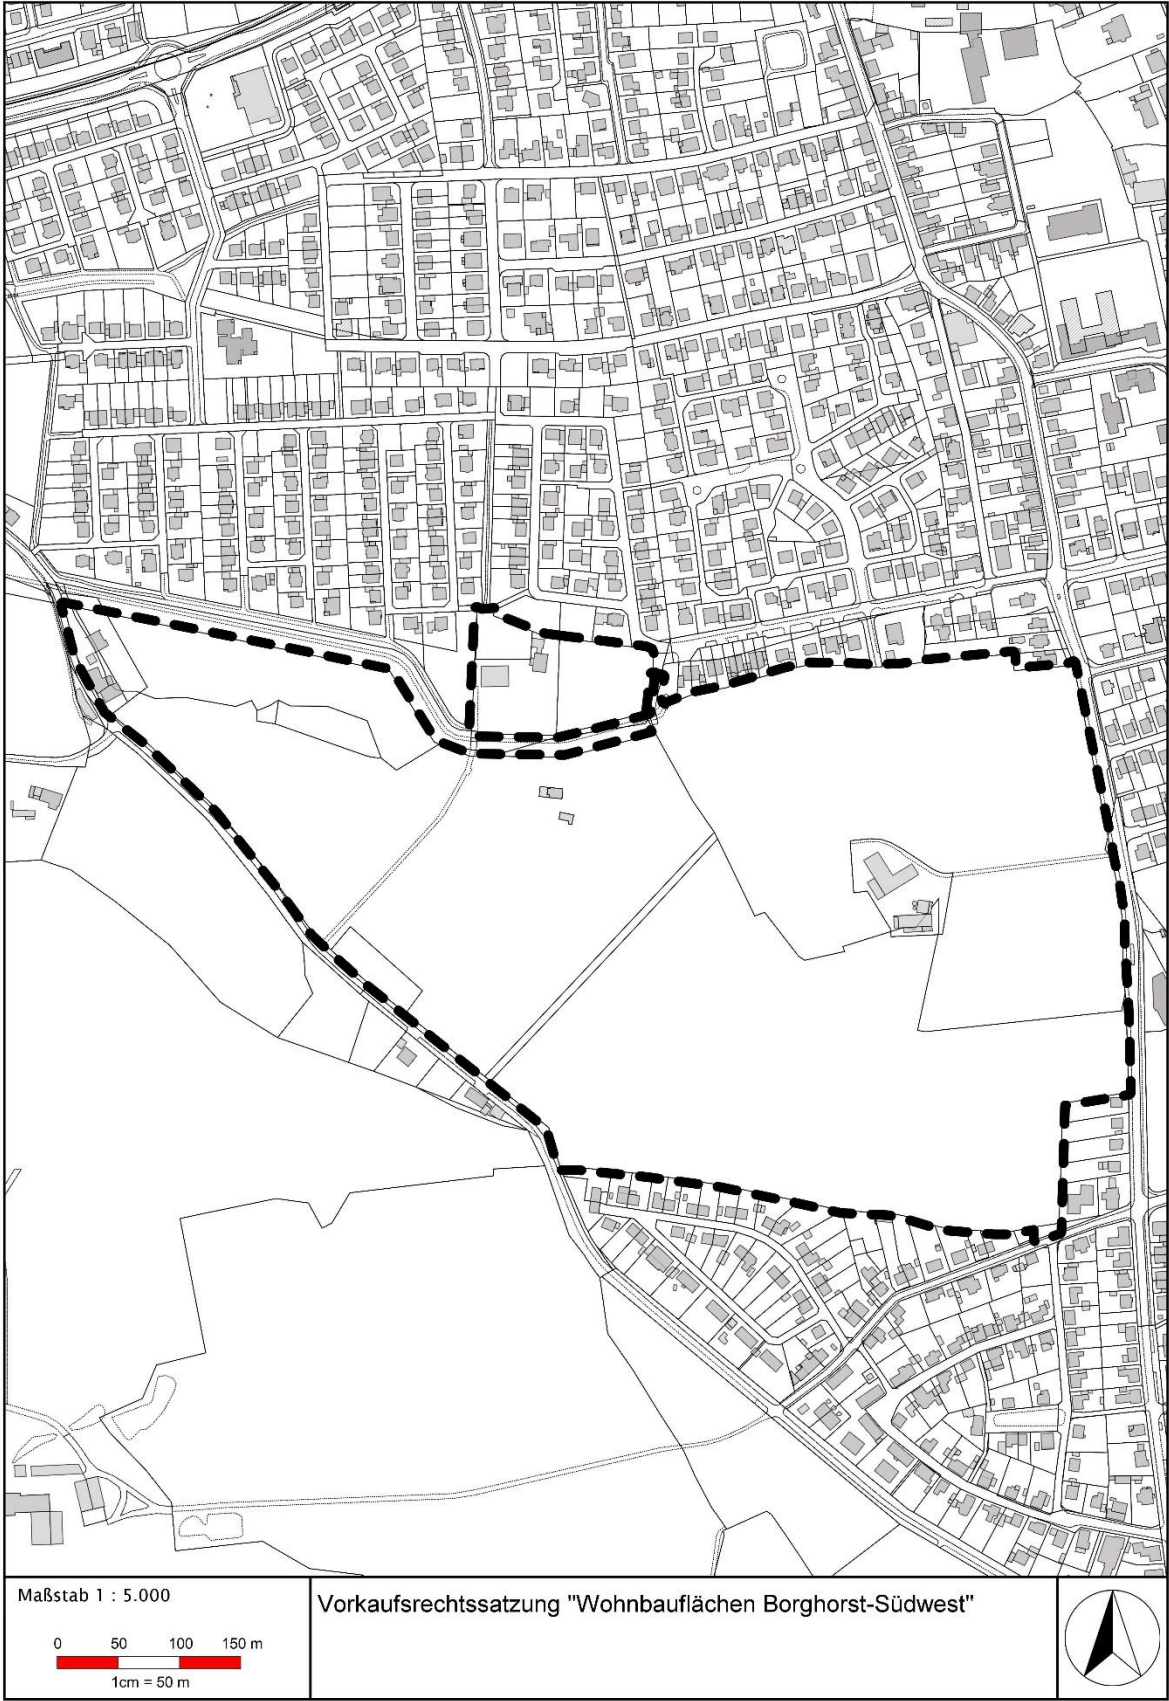 Maßstab 1 : 5.000
0 50 100 150 m
1cm = 50 m
Vorkaufsrechtssatzung "Wohnbauflächen Borghorst-Südwest"